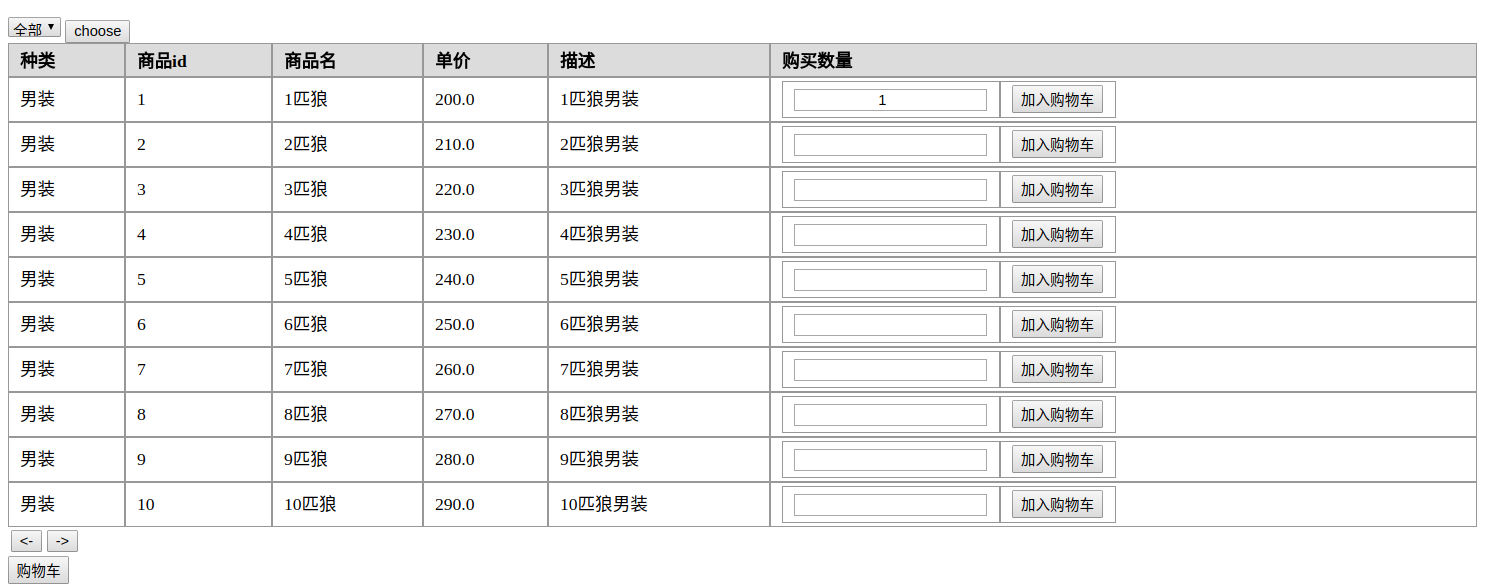 全部 choose
种类 商品id 商品名 单价 描述 购买数量
男装 1 1匹狼 200.0 1匹狼男装 1 加入购物车
男装 2 2匹狼 210.0 2匹狼男装 加入购物车
男装 3 3匹狼 220.0 3匹狼男装 加入购物车
男装 4 4匹狼 230.0 4匹狼男装 加入购物车
男装 5 5匹狼 240.0 5匹狼男装 加入购物车
男装 6 6匹狼 250.0 6匹狼男装 加入购物车
男装 7 7匹狼 260.0 7匹狼男装 加入购物车
男装 8 8匹狼 270.0 8匹狼男装 加入购物车
男装 9 9匹狼 280.0 9匹狼男装 加入购物车
男装 10 10匹狼 290.0 10匹狼男装 加入购物车
<- ->
购物车